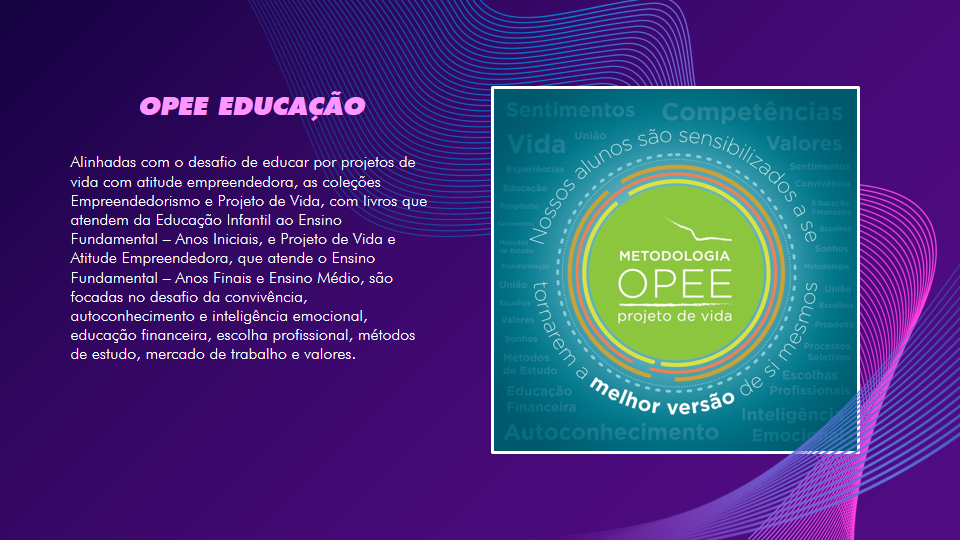 OPEE EDUCAÇÃO
Alinhadas com o desafio de educar por projetos de
vida com atitude empreendedora, as coleções
Empreendedorismo e Projeto de Vida, com livros que
atendem da Educação Infantil ao Ensino
Fundamental – Anos Iniciais, e Projeto de Vida e
Atitude Empreendedora, que atende o Ensino
Fundamental – Anos Finais e Ensino Médio, são
focadas no desafio da convivência,
autoconhecimento e inteligência emocional,
educação financeira, escolha profissional, métodos
de estudo, mercado de trabalho e valores.
Nossos alunos são sensibilizados a se
tornarem a melhor versão de si mesmos
METODOLOGIA
OPEE
projeto de vida
Sentimentos
Vida
União
Experiências
Educação
Propósito
Métodos
de Estudo
União
Escolhas
Valores
Sonhos
Métodos
de Estudo
Educação
Financeira
Autoconhecimento
Competências
Valores
Sentimentos
Convivência
Educação
Financeira
Escolhas
Sonhos
Metodologia
União
Escolhas
Propósito
Processos
Seletivos
Escolhas
Profissionais
Inteligência